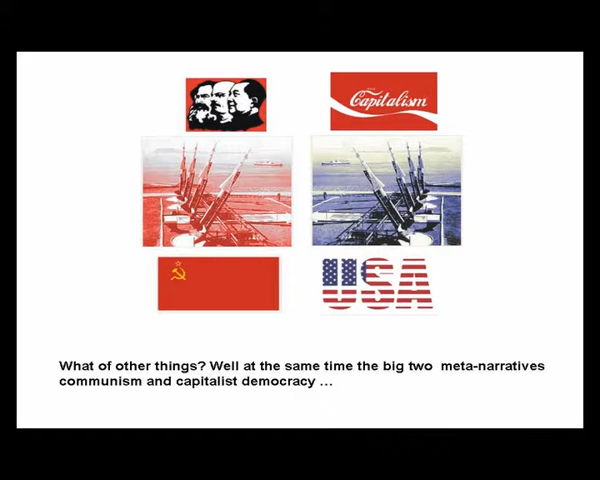 Capitalism
USA
What of other things? Well at the same time the big two meta-narratives
communism and capitalist democracy ...